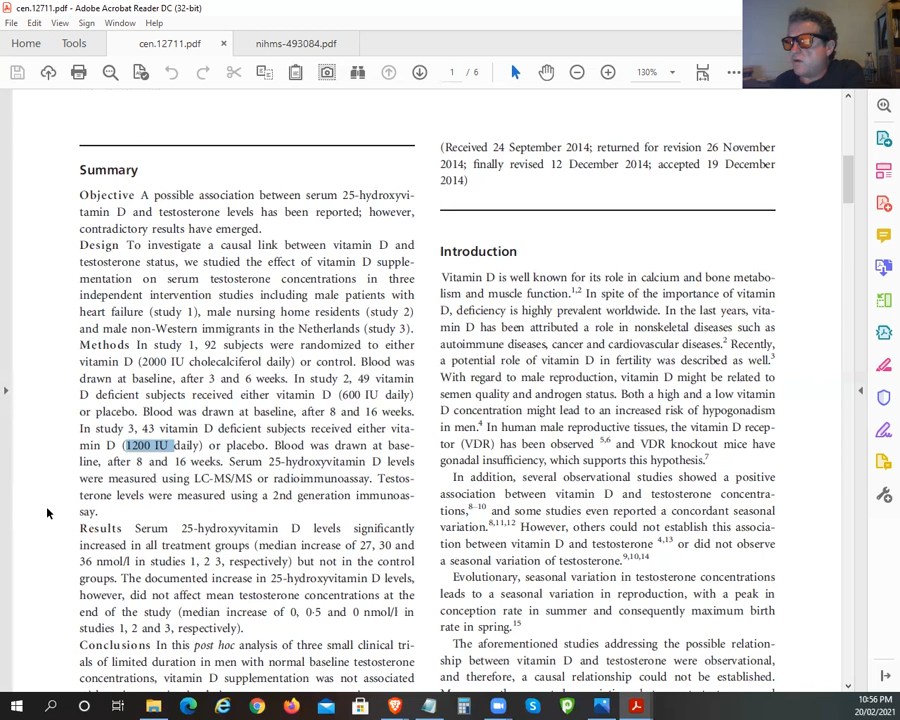 cen.12711.pdf - Adobe Acrobat Reader DC (32-bit)
File Edit View Sign Window Help
Home Tools cen.12711.pdf × nihms-493084.pdf
1 / 6 130%
Summary
Objective A possible association between serum 25-hydroxyvi-
tamin D and testosterone levels has been reported; however,
contradictory results have emerged.
Design To investigate a causal link between vitamin D and
testosterone status, we studied the effect of vitamin D supple-
mentation on serum testosterone concentrations in three
independent intervention studies including male patients with
heart failure (study 1), male nursing home residents (study 2)
and male non-Western immigrants in the Netherlands (study 3).
Methods In study 1, 92 subjects were randomized to either
vitamin D (2000 IU cholecalciferol daily) or control. Blood was
drawn at baseline, after 3 and 6 weeks. In study 2, 49 vitamin
D deficient subjects received either vitamin D (600 IU daily)
or placebo. Blood was drawn at baseline, after 8 and 16 weeks.
In study 3, 43 vitamin D deficient subjects received either vita-
min D (1200 IU daily) or placebo. Blood was drawn at base-
line, after 8 and 16 weeks. Serum 25-hydroxyvitamin D levels
were measured using LC-MS/MS or radioimmunoassay. Testos-
terone levels were measured using a 2nd generation immunoas-
say.
Results Serum 25-hydroxyvitamin D levels significantly
increased in all treatment groups (median increase of 27, 30 and
36 nmol/l in studies 1, 2 3, respectively) but not in the control
groups. The documented increase in 25-hydroxyvitamin D levels,
however, did not affect mean testosterone concentrations at the
end of the study (median increase of 0, 0·5 and 0 nmol/l in
studies 1, 2 and 3, respectively).
Conclusions In this post hoc analysis of three small clinical tri-
als of limited duration in men with normal baseline testosterone
concentrations, vitamin D supplementation was not associated
(Received 24 September 2014; returned for revision 26 November
2014; finally revised 12 December 2014; accepted 19 December
2014)
Introduction
Vitamin D is well known for its role in calcium and bone metabo-
lism and muscle function.1,2 In spite of the importance of vitamin
D, deficiency is highly prevalent worldwide. In the last years, vita-
min D has been attributed a role in nonskeletal diseases such as
autoimmune diseases, cancer and cardiovascular diseases.2 Recently,
a potential role of vitamin D in fertility was described as well.3
With regard to male reproduction, vitamin D might be related to
semen quality and androgen status. Both a high and a low vitamin
D concentration might lead to an increased risk of hypogonadism
in men.4 In human male reproductive tissues, the vitamin D recep-
tor (VDR) has been observed 5,6 and VDR knockout mice have
gonadal insufficiency, which supports this hypothesis.7
In addition, several observational studies showed a positive
association between vitamin D and testosterone concentra-
tions,8–10 and some studies even reported a concordant seasonal
variation.8,11,12 However, others could not establish this associa-
tion between vitamin D and testosterone 4,13 or did not observe
a seasonal variation of testosterone.9,10,14
Evolutionary, seasonal variation in testosterone concentrations
leads to a seasonal variation in reproduction, with a peak in
conception rate in summer and consequently maximum birth
rate in spring.15
The aforementioned studies addressing the possible relation-
ship between vitamin D and testosterone were observational,
and therefore, a causal relationship could not be established.
10:56 PM
20/02/2021